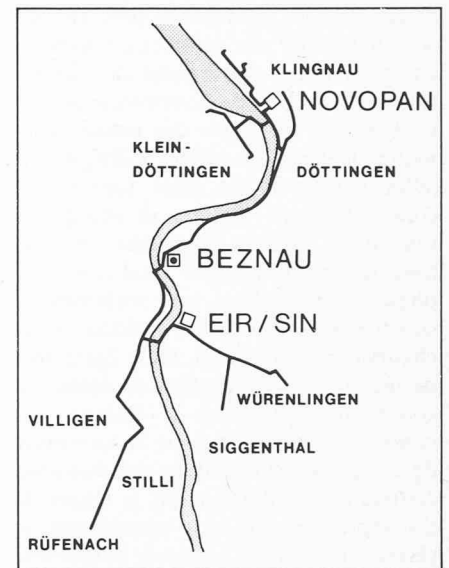 KLINGNAU
NOVOPAN
KLEIN-
DÖTTINGEN
DÖTTINGEN
BEZNAU
EIR / SIN
WÜRENLINGEN
VILLIGEN
SIGGENTHAL
STILLI
RÜFENACH